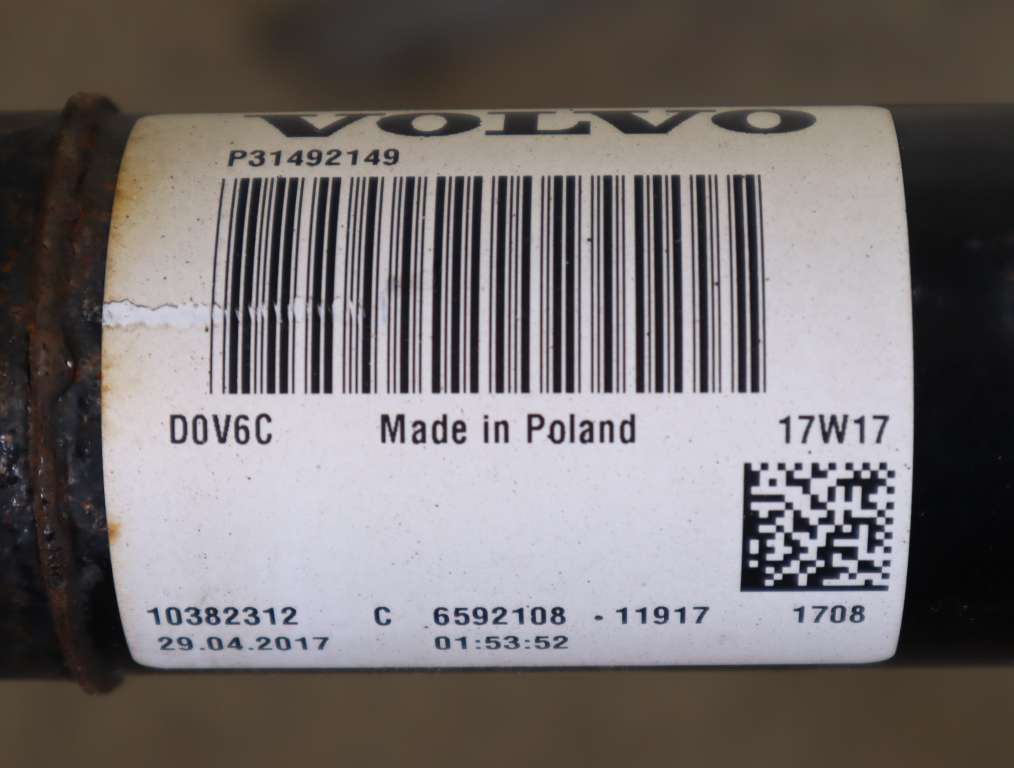 VOLVO
P31492149
D0V6C Made in Poland 17W17
10382312 C 6592108 - 11917 1708
29.04.2017 01:53:52